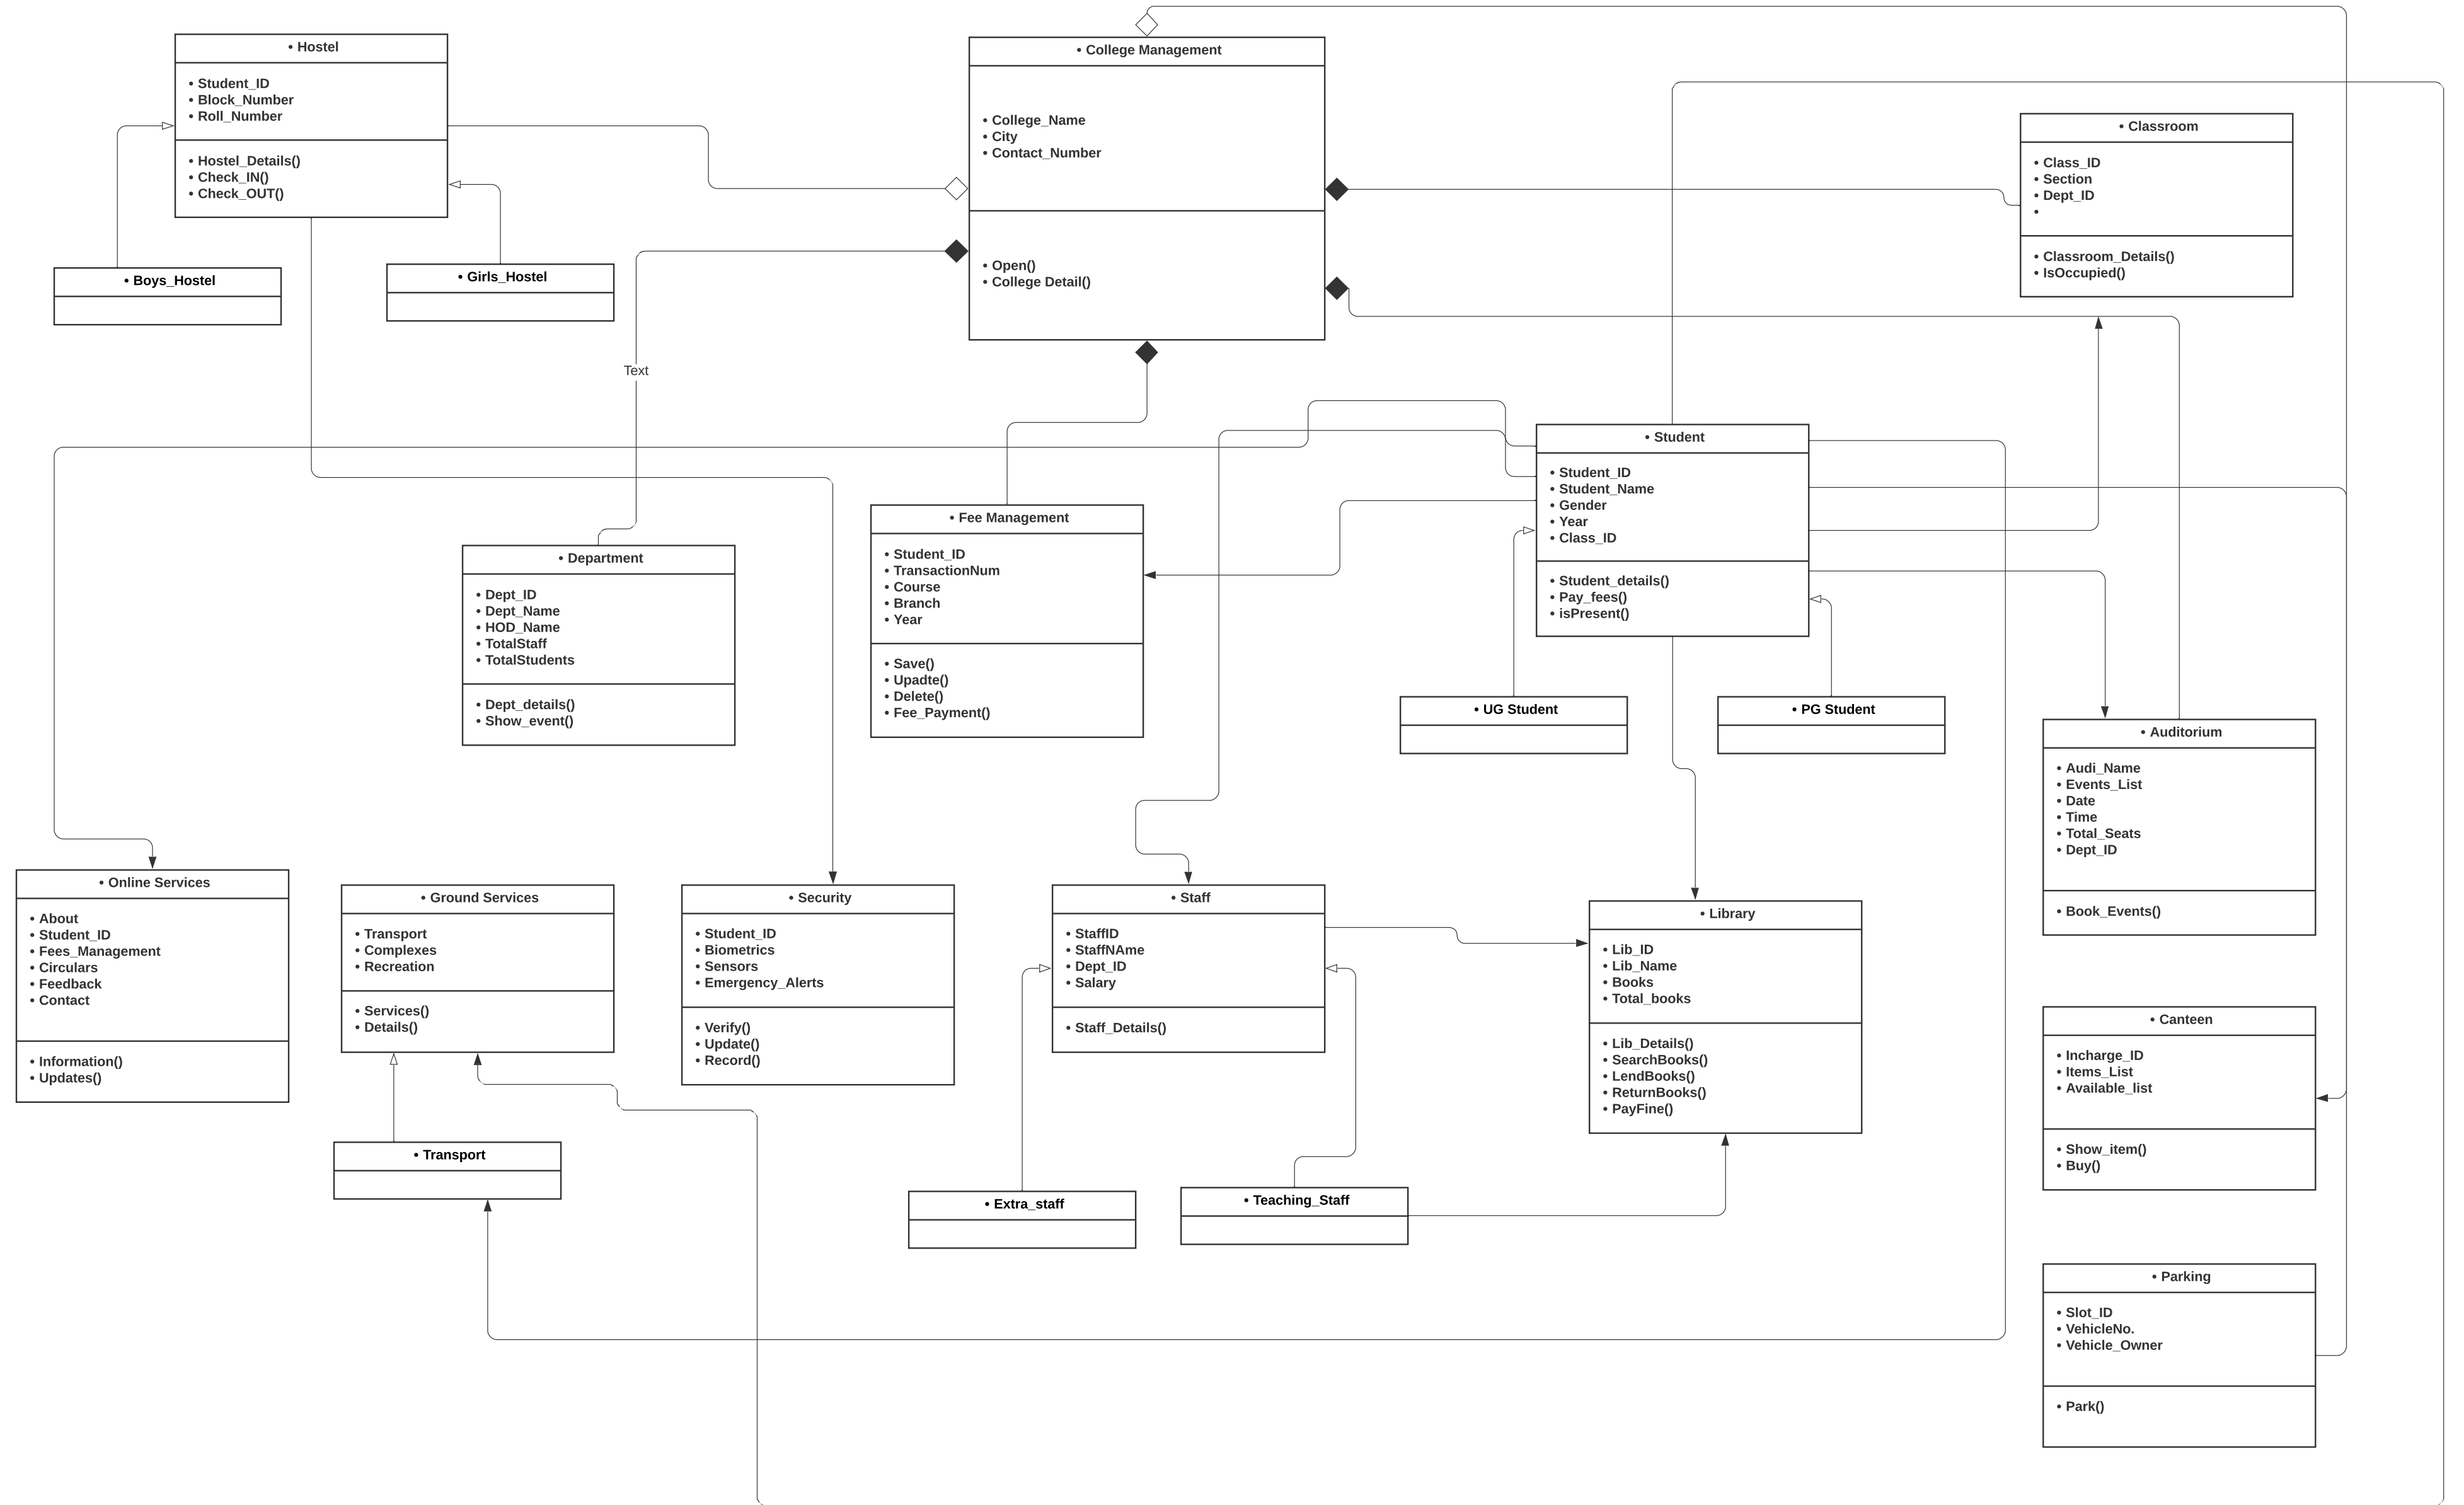 • Hostel
• Student_ID
• Block_Number
• Roll_Number
• Hostel_Details()
• Check_IN()
• Check_OUT()
• Boys_Hostel
• Girls_Hostel
• College Management
• College_Name
• City
• Contact_Number
• Open()
• College Detail()
• Classroom
• Class_ID
• Section
• Dept_ID
•
• Classroom_Details()
• IsOccupied()
Text
• Student
• Student_ID
• Student_Name
• Gender
• Year
• Class_ID
• Student_details()
• Pay_fees()
• isPresent()
• Fee Management
• Student_ID
• TransactionNum
• Course
• Branch
• Year
• Save()
• Upadte()
• Delete()
• Fee_Payment()
• Department
• Dept_ID
• Dept_Name
• HOD_Name
• TotalStaff
• TotalStudents
• Dept_details()
• Show_event()
• UG Student
• PG Student
• Auditorium
• Audi_Name
• Events_List
• Date
• Time
• Total_Seats
• Dept_ID
• Book_Events()
• Online Services
• About
• Student_ID
• Fees_Management
• Circulars
• Feedback
• Contact
• Information()
• Updates()
• Ground Services
• Transport
• Complexes
• Recreation
• Services()
• Details()
• Security
• Student_ID
• Biometrics
• Sensors
• Emergency_Alerts
• Verify()
• Update()
• Record()
• Staff
• StaffID
• StaffNAme
• Dept_ID
• Salary
• Staff_Details()
• Library
• Lib_ID
• Lib_Name
• Books
• Total_books
• Lib_Details()
• SearchBooks()
• LendBooks()
• ReturnBooks()
• PayFine()
• Canteen
• Incharge_ID
• Items_List
• Available_list
• Show_item()
• Buy()
• Transport
• Extra_staff
• Teaching_Staff
• Parking
• Slot_ID
• VehicleNo.
• Vehicle_Owner
• Park()